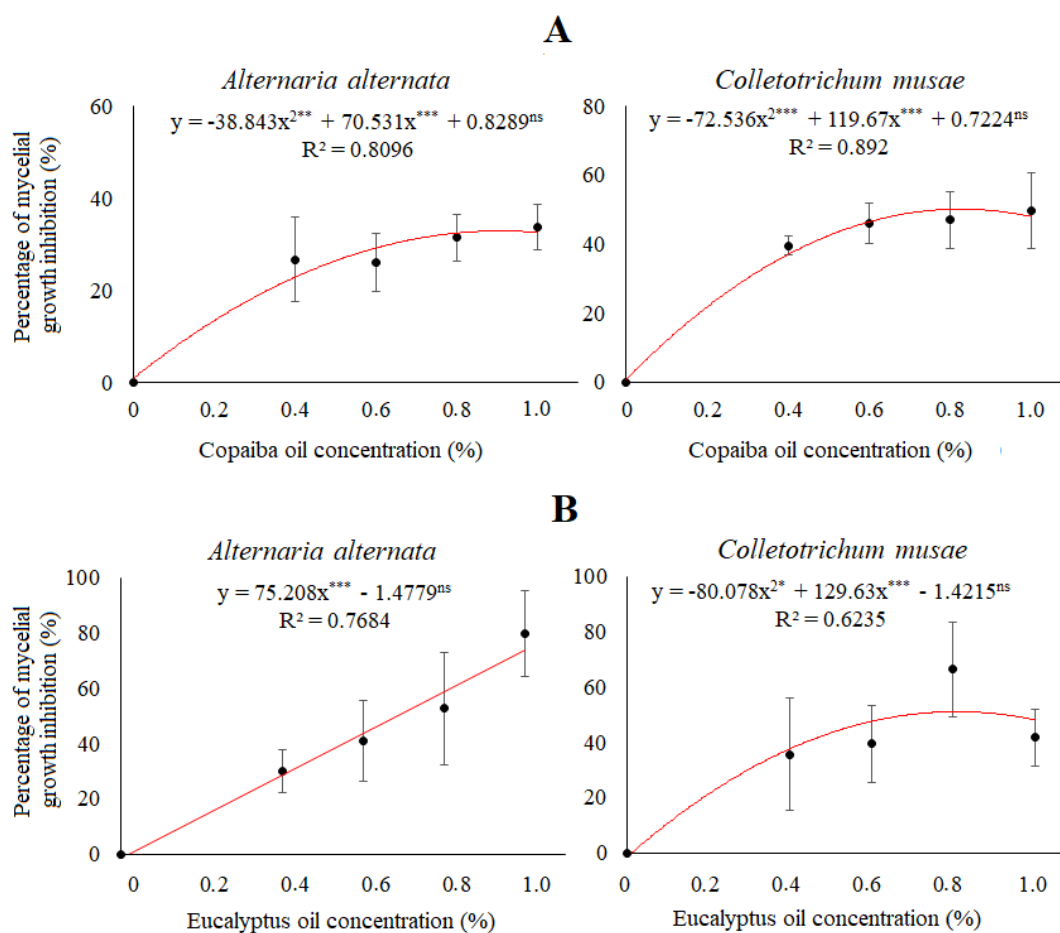 A
Alternaria alternata
y = -38.843x²** + 70.531x*** + 0.8289ns
R² = 0.8096
Percentage of mycelial
growth inhibition (%)
60
40
20
0
0 0.2 0.4 0.6 0.8 1.0
Copaiba oil concentration (%)
Colletotrichum musae
y = -72.536x²*** + 119.67x*** + 0.7224ns
R² = 0.892
80
60
40
20
0
0 0.2 0.4 0.6 0.8 1.0
Copaiba oil concentration (%)
B
Alternaria alternata
y = 75.208x*** - 1.4779ns
R² = 0.7684
Percentage of mycelial
growth inhibition (%)
100
80
60
40
20
0
0 0.2 0.4 0.6 0.8 1.0
Eucalyptus oil concentration (%)
Colletotrichum musae
y = -80.078x²* + 129.63x*** - 1.4215ns
R² = 0.6235
100
80
60
40
20
0
0 0.2 0.4 0.6 0.8 1.0
Eucalyptus oil concentration (%)